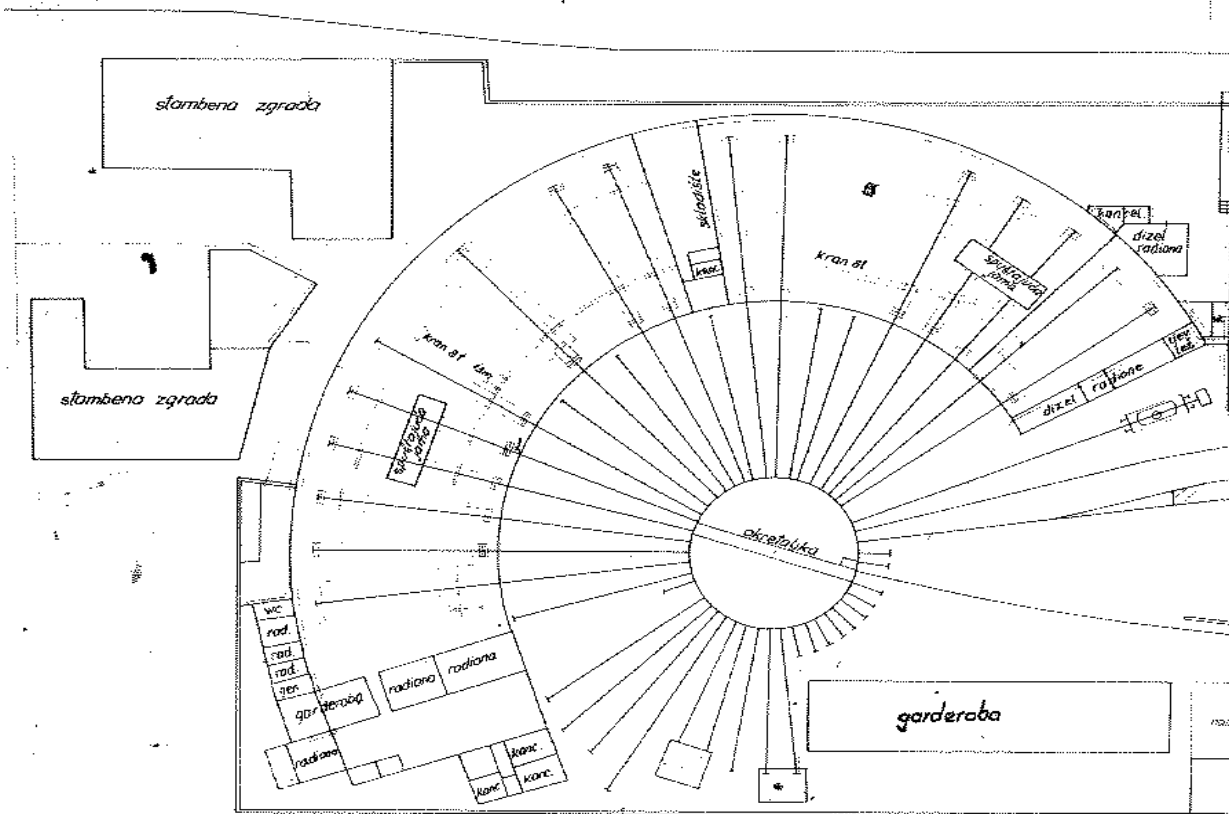 stambena zgrada
skladište
kanc.
kancel.
dizel
radiona
kran 8t
spuštajuća
jama
kran 8t
dizel radione
stambena zgrada
spuštajuća
jama
okretaljka
wc
rad.
rad.
rad.
garderoba
radiona
radiona
radiona
kanc.
kanc
kanc.
garderoba